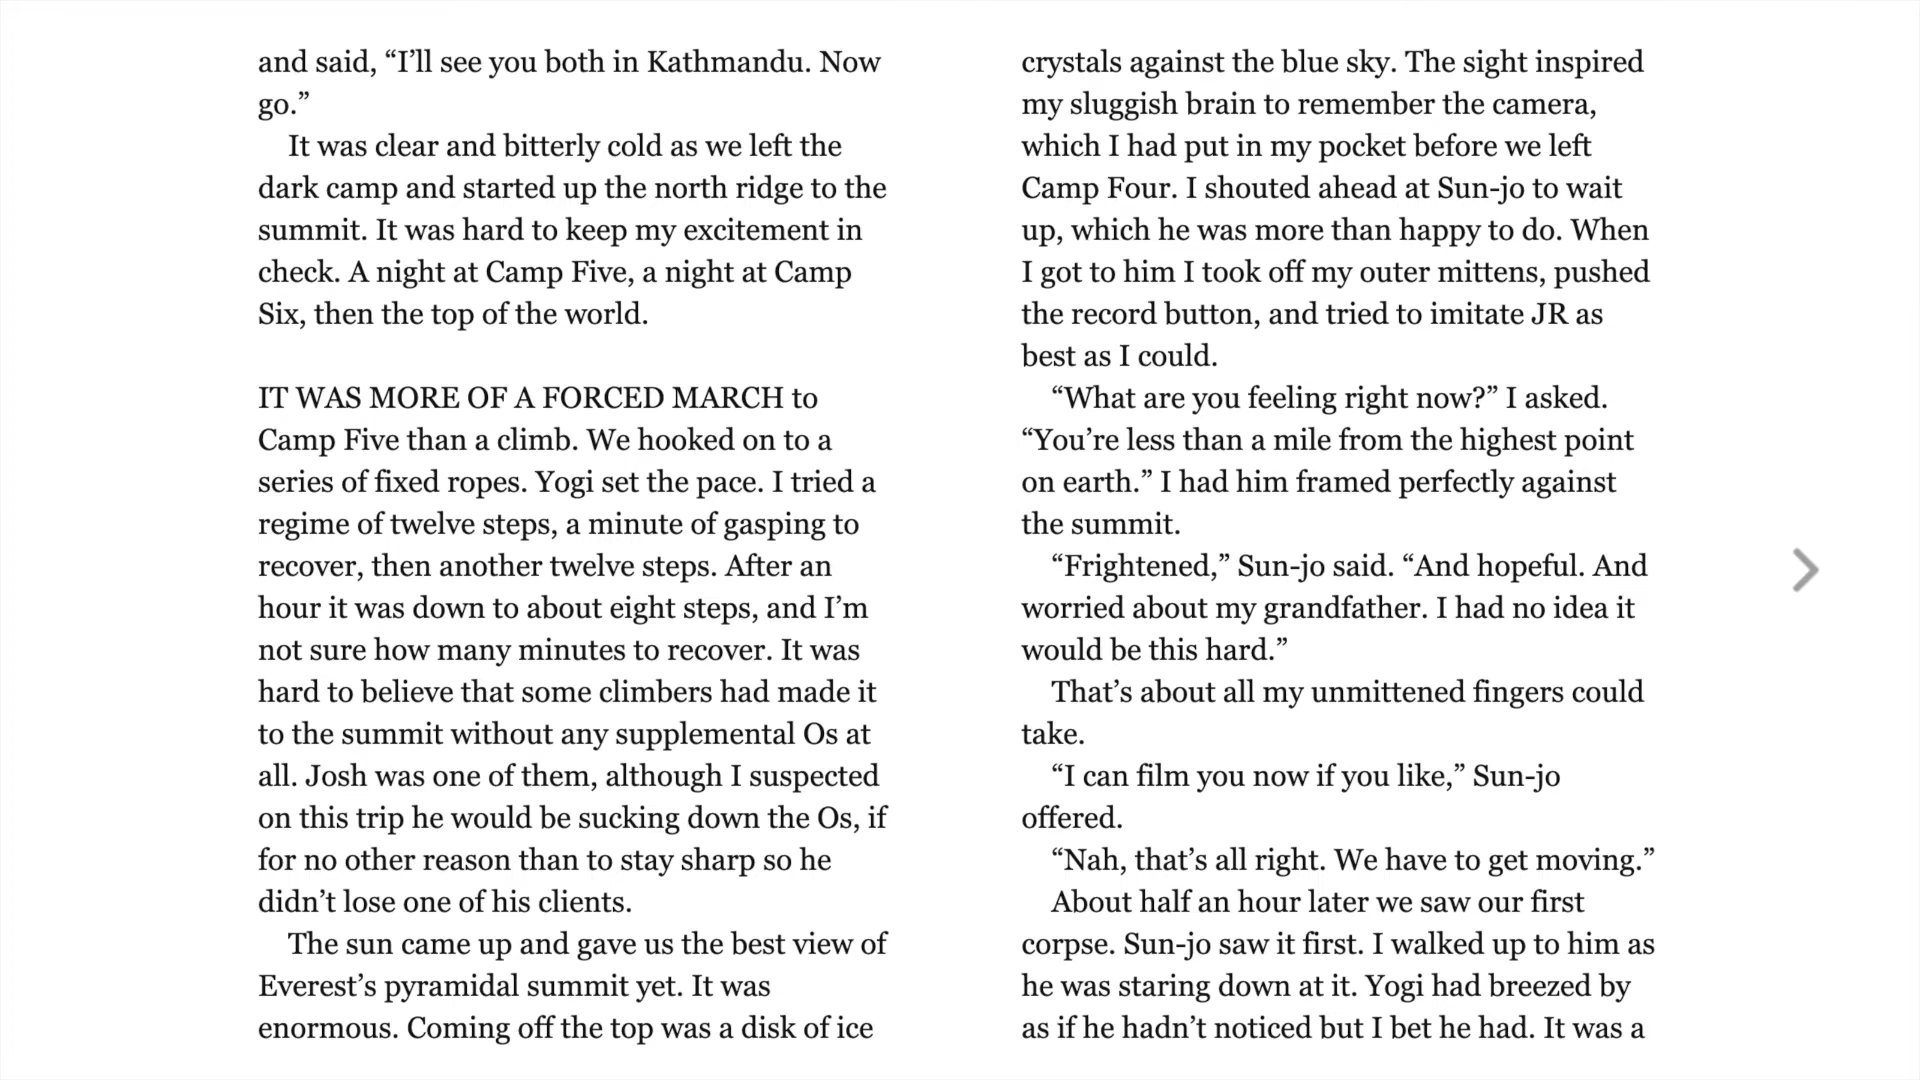 and said, “I’ll see you both in Kathmandu. Now
go.”
It was clear and bitterly cold as we left the
dark camp and started up the north ridge to the
summit. It was hard to keep my excitement in
check. A night at Camp Five, a night at Camp
Six, then the top of the world.
IT WAS MORE OF A FORCED MARCH to
Camp Five than a climb. We hooked on to a
series of fixed ropes. Yogi set the pace. I tried a
regime of twelve steps, a minute of gasping to
recover, then another twelve steps. After an
hour it was down to about eight steps, and I’m
not sure how many minutes to recover. It was
hard to believe that some climbers had made it
to the summit without any supplemental Os at
all. Josh was one of them, although I suspected
on this trip he would be sucking down the Os, if
for no other reason than to stay sharp so he
didn’t lose one of his clients.
The sun came up and gave us the best view of
Everest’s pyramidal summit yet. It was
enormous. Coming off the top was a disk of ice
crystals against the blue sky. The sight inspired
my sluggish brain to remember the camera,
which I had put in my pocket before we left
Camp Four. I shouted ahead at Sun-jo to wait
up, which he was more than happy to do. When
I got to him I took off my outer mittens, pushed
the record button, and tried to imitate JR as
best as I could.
“What are you feeling right now?” I asked.
“You’re less than a mile from the highest point
on earth.” I had him framed perfectly against
the summit.
“Frightened,” Sun-jo said. “And hopeful. And
worried about my grandfather. I had no idea it
would be this hard.”
That’s about all my unmittened fingers could
take.
“I can film you now if you like,” Sun-jo
offered.
“Nah, that’s all right. We have to get moving.”
About half an hour later we saw our first
corpse. Sun-jo saw it first. I walked up to him as
he was staring down at it. Yogi had breezed by
as if he hadn’t noticed but I bet he had. It was a